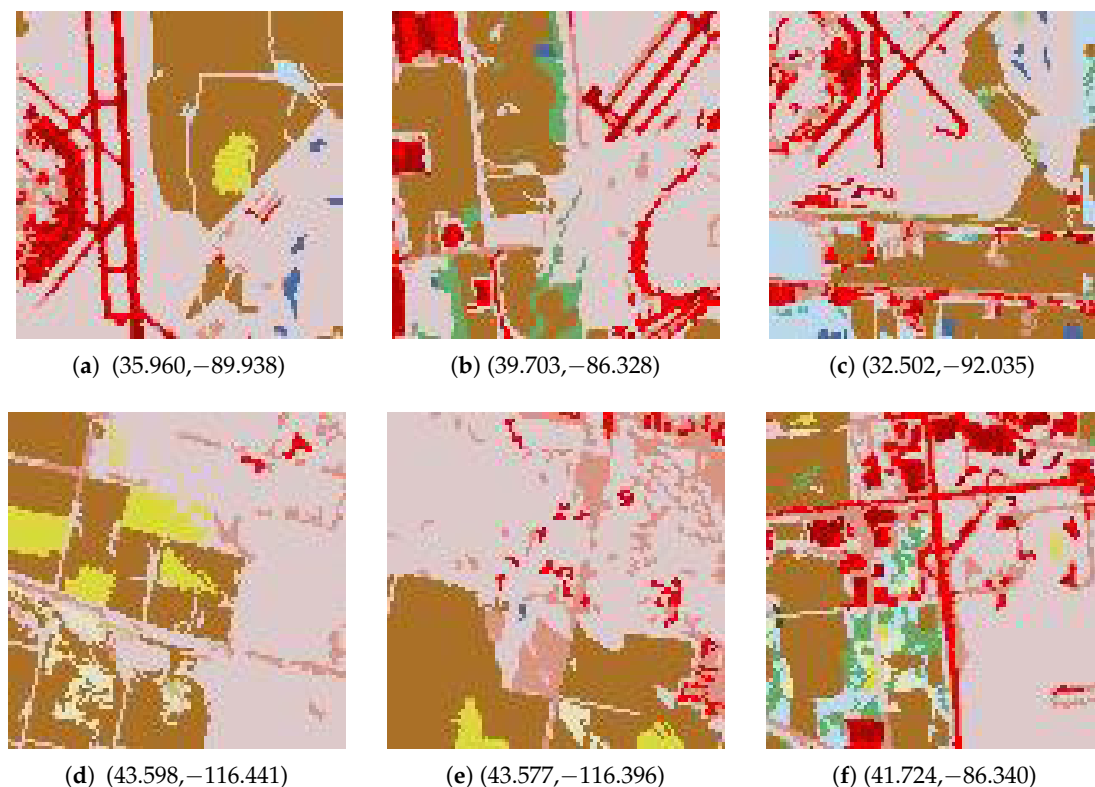 (a) (35.960,−89.938)
(b) (39.703,−86.328)
(c) (32.502,−92.035)
(d) (43.598,−116.441)
(e) (43.577,−116.396)
(f) (41.724,−86.340)